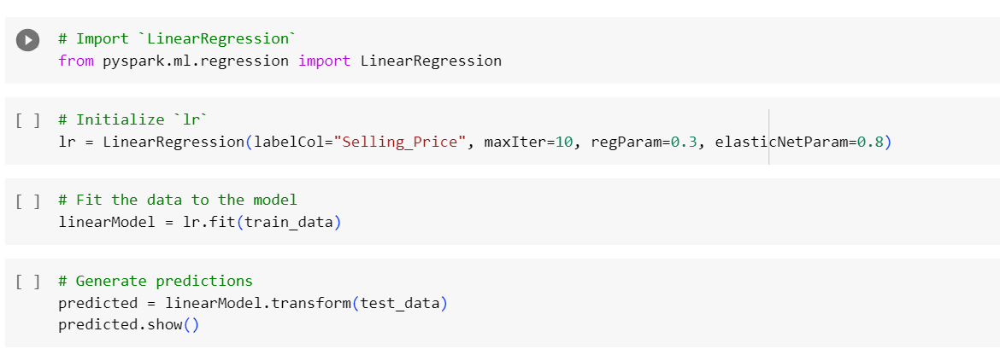 # Import `LinearRegression`
from pyspark.ml.regression import LinearRegression
[ ] # Initialize `lr`
lr = LinearRegression(labelCol="Selling_Price", maxIter=10, regParam=0.3, elasticNetParam=0.8)
[ ] # Fit the data to the model
linearModel = lr.fit(train_data)
[ ] # Generate predictions
predicted = linearModel.transform(test_data)
predicted.show()